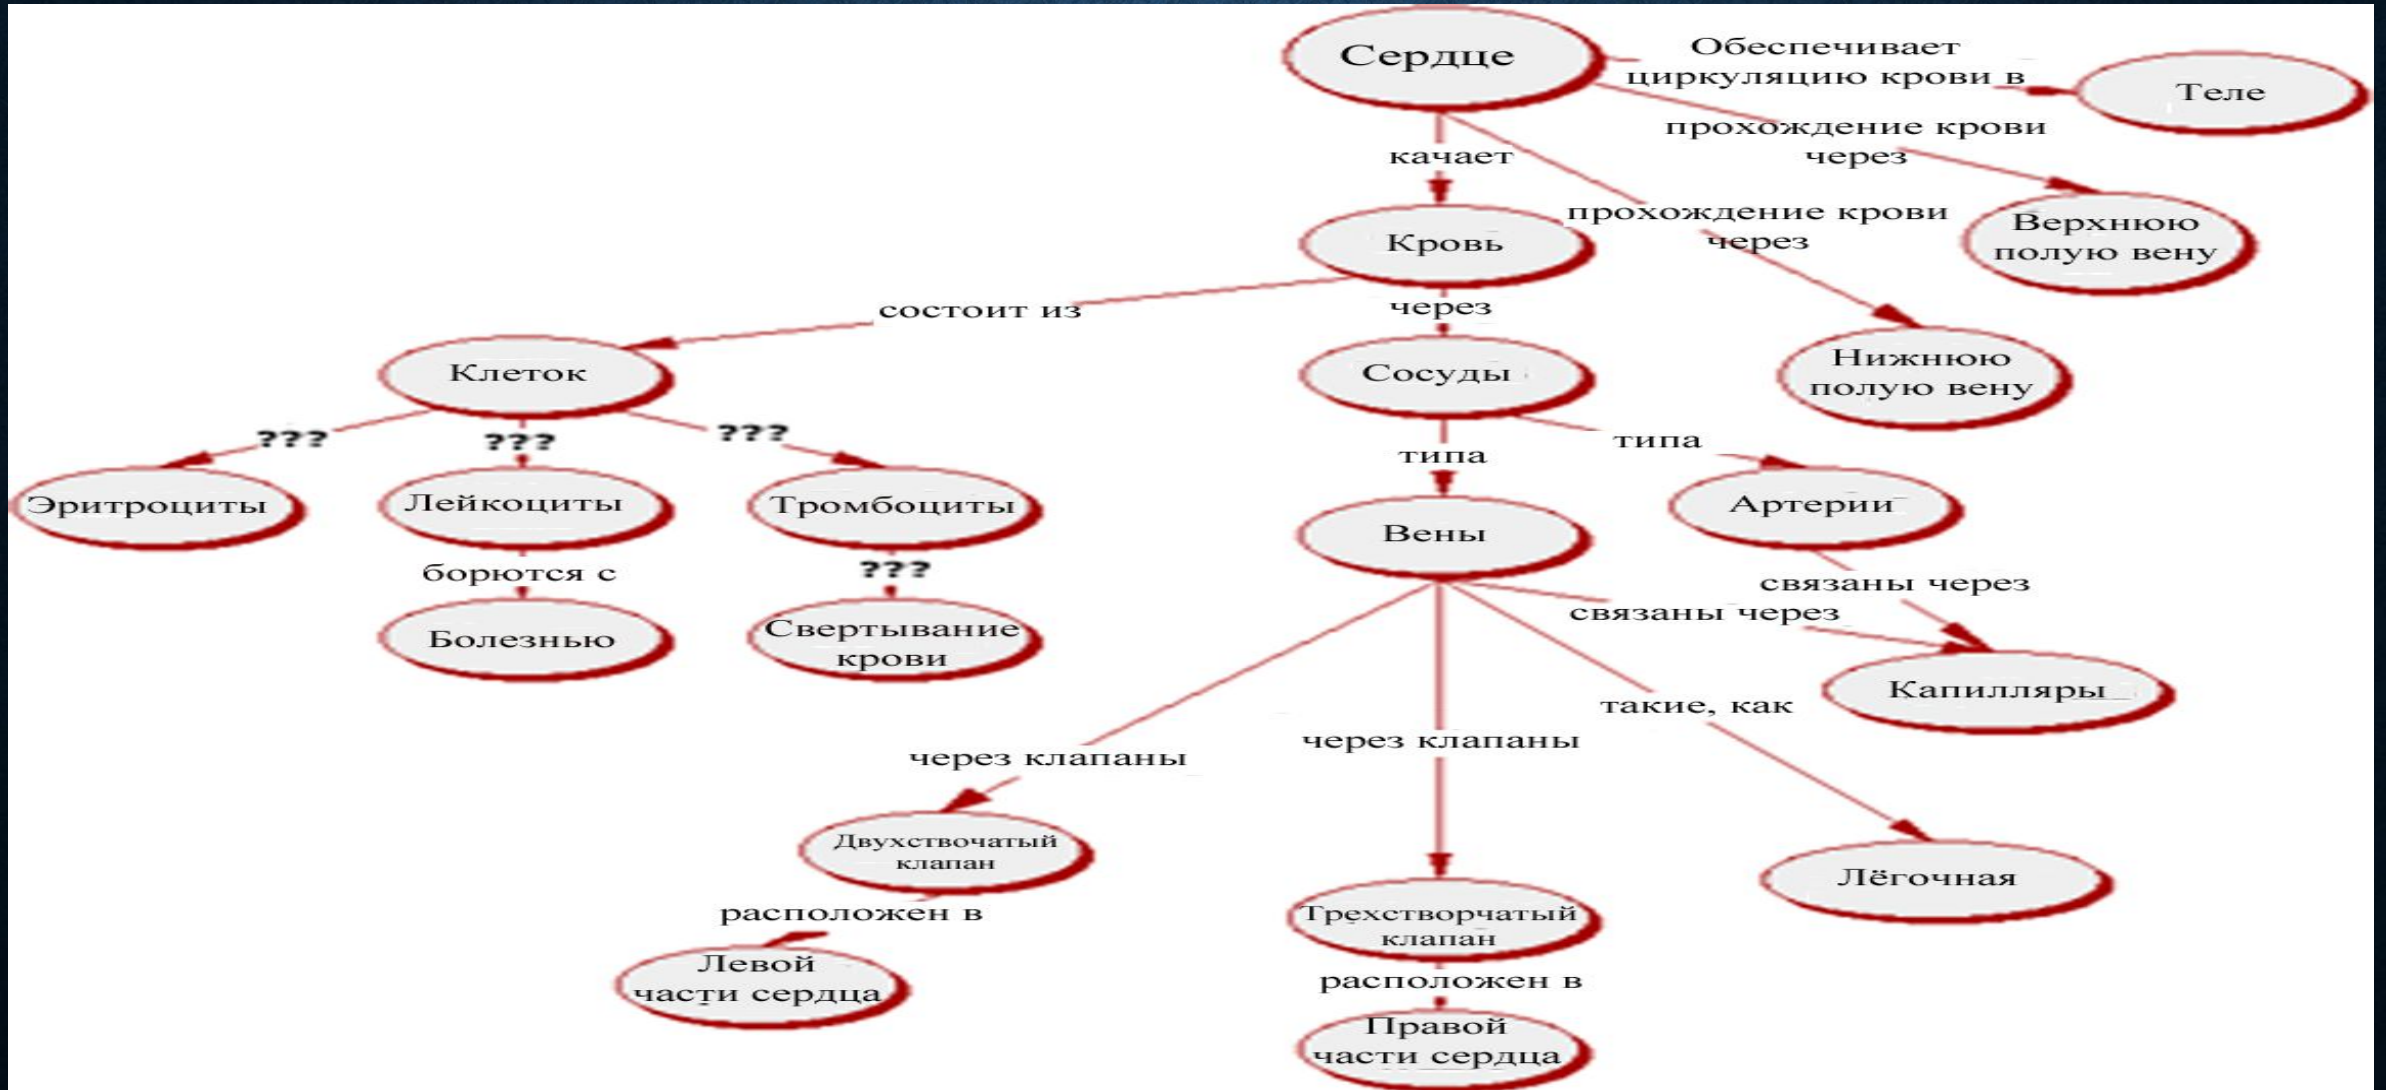 Сердце
Обеспечивает
циркуляцию крови в
Теле
прохождение крови
через
качает
прохождение крови
через
Верхнюю
полую вену
Кровь
состоит из
через
Клеток
Сосуды
Нижнюю
полую вену
???
???
???
типа
типа
Эритроциты
Лейкоциты
Тромбоциты
Вены
Артерии
борются с
???
связаны через
связаны через
Болезнью
Свертывание
крови
Капилляры
такие, как
через клапаны
через клапаны
Двухствочатый
клапан
Лёгочная
расположен в
Трехстворчатый
клапан
Левой
части сердца
расположен в
Правой
части сердца